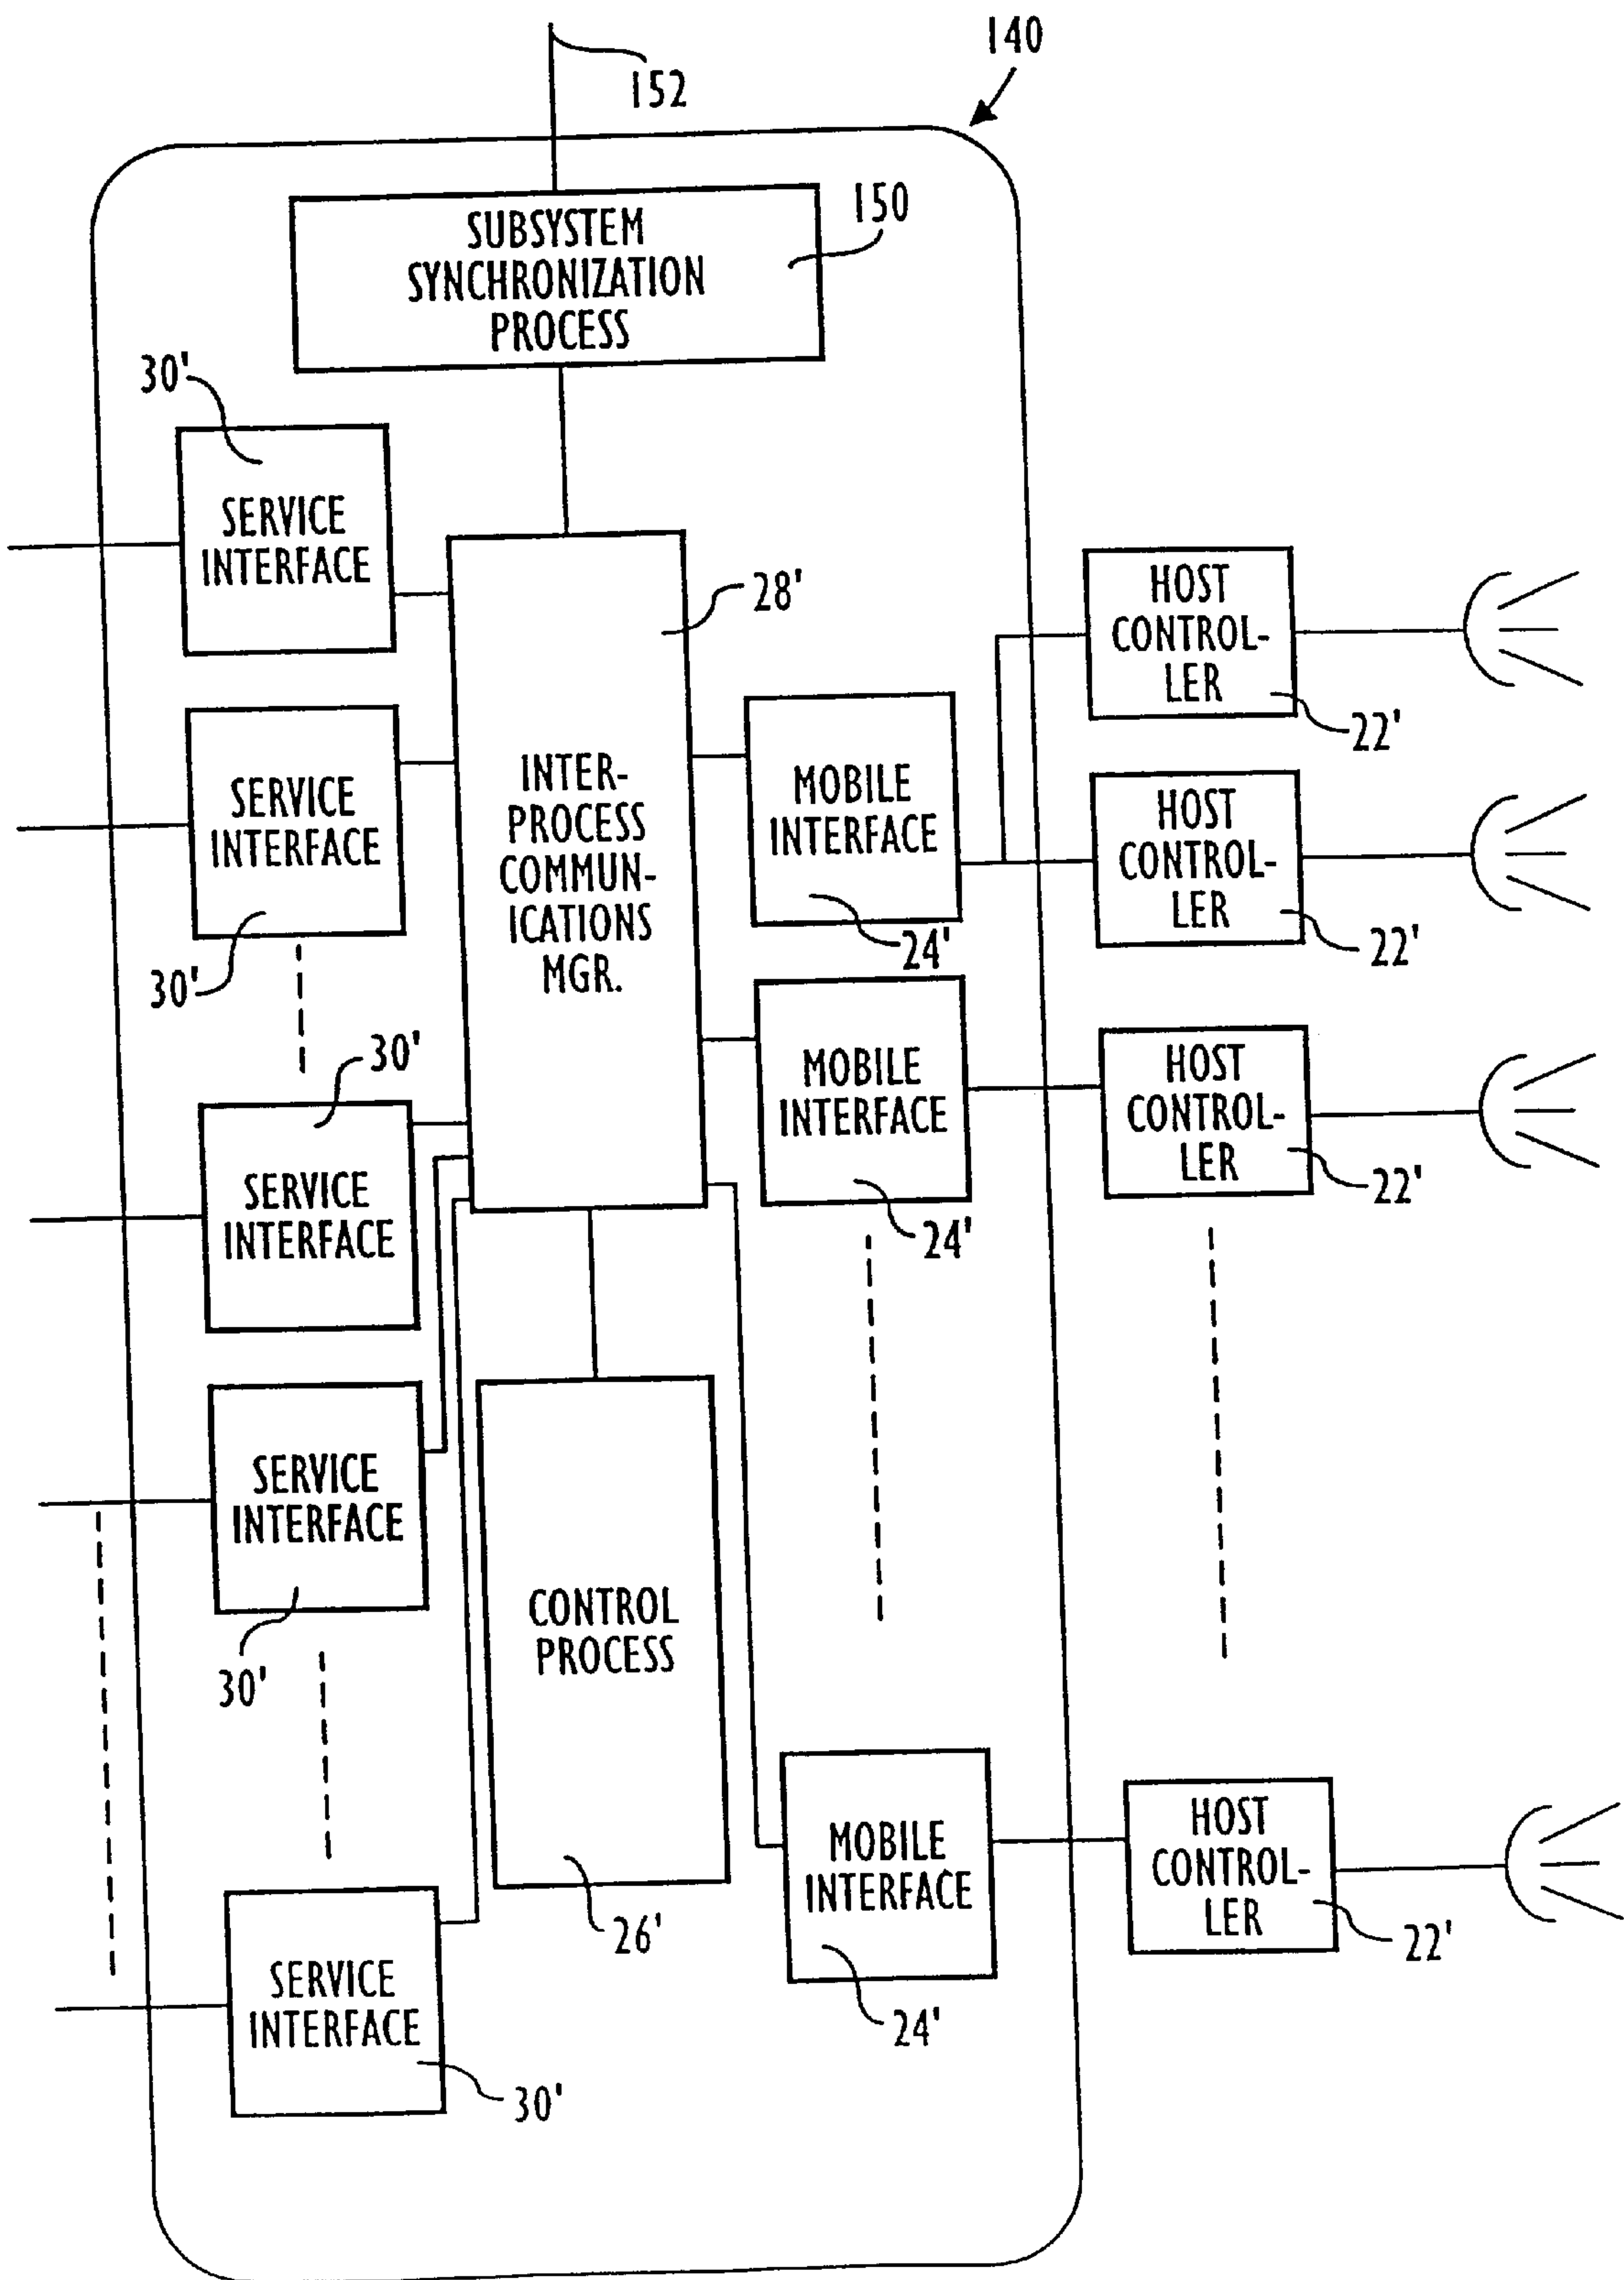 140
152
150
SUBSYSTEM
SYNCHRONIZATION
PROCESS
30'
SERVICE
INTERFACE
28'
HOST
CONTROL-
LER
22'
SERVICE
INTERFACE
30'
INTER-
PROCESS
COMMUN-
ICATIONS
MGR.
MOBILE
INTERFACE
24'
HOST
CONTROL-
LER
22'
30'
SERVICE
INTERFACE
MOBILE
INTERFACE
24'
HOST
CONTROL-
LER
22'
SERVICE
INTERFACE
30'
CONTROL
PROCESS
26'
MOBILE
INTERFACE
24'
HOST
CONTROL-
LER
22'
SERVICE
INTERFACE
30'